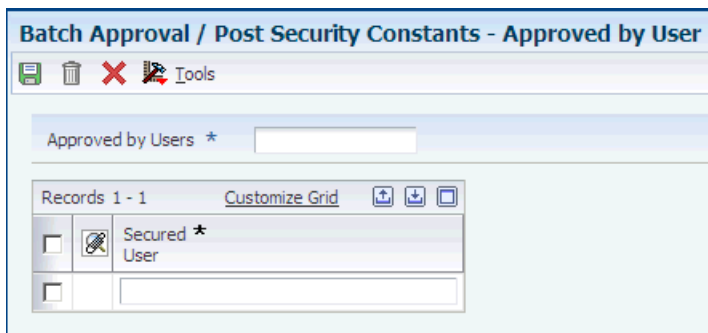 Batch Approval / Post Security Constants - Approved by User
Tools
Approved by Users *
Records 1 - 1 Customize Grid
Secured *
User